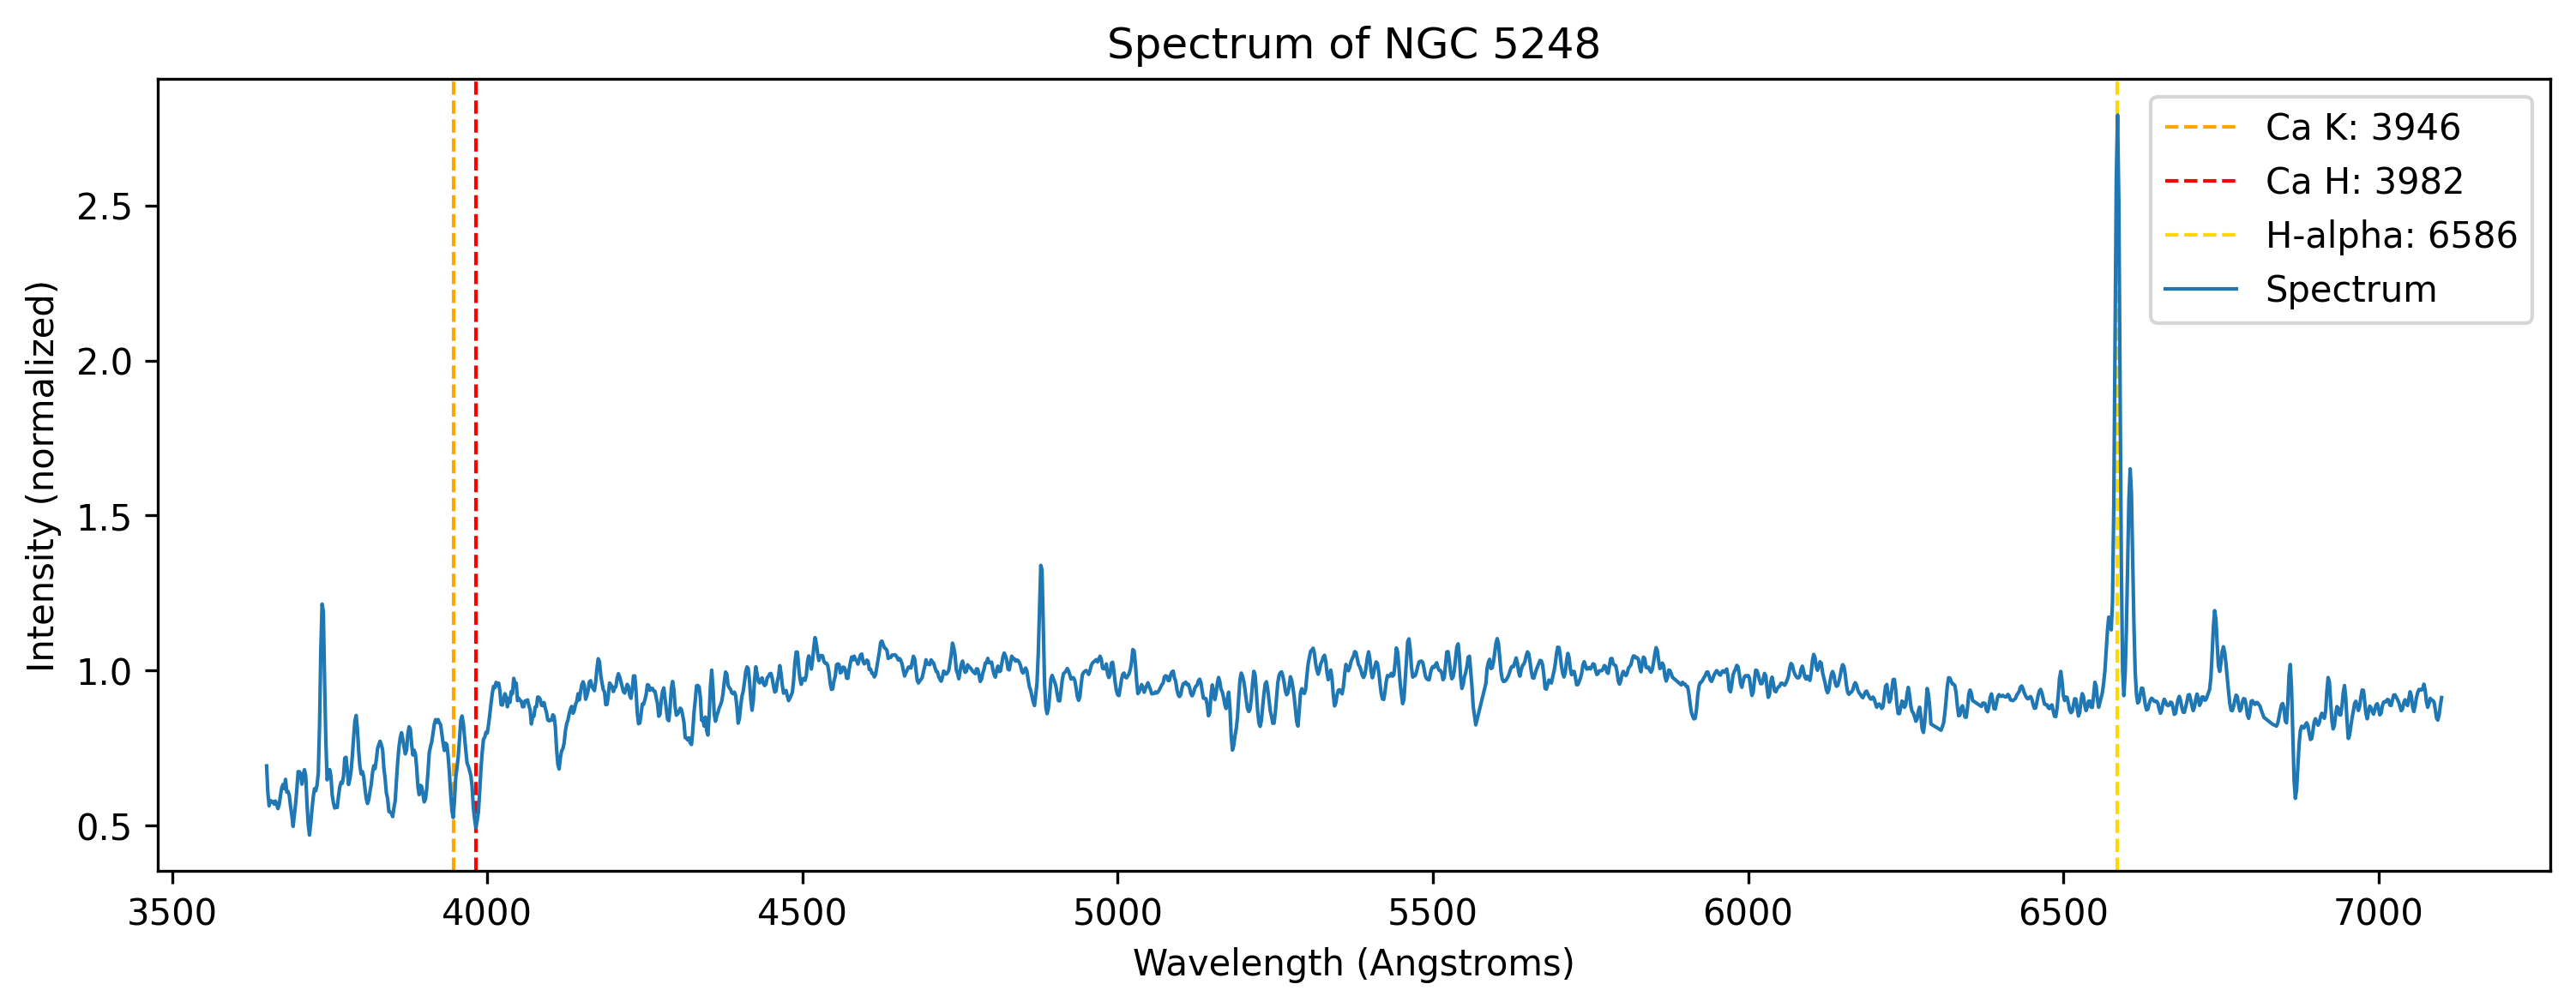 Spectrum of NGC 5248
Ca K: 3946
Ca H: 3982
H-alpha: 6586
Spectrum
Intensity (normalized)
2.5
2.0
1.5
1.0
0.5
3500 4000 4500 5000 5500 6000 6500 7000
Wavelength (Angstroms)